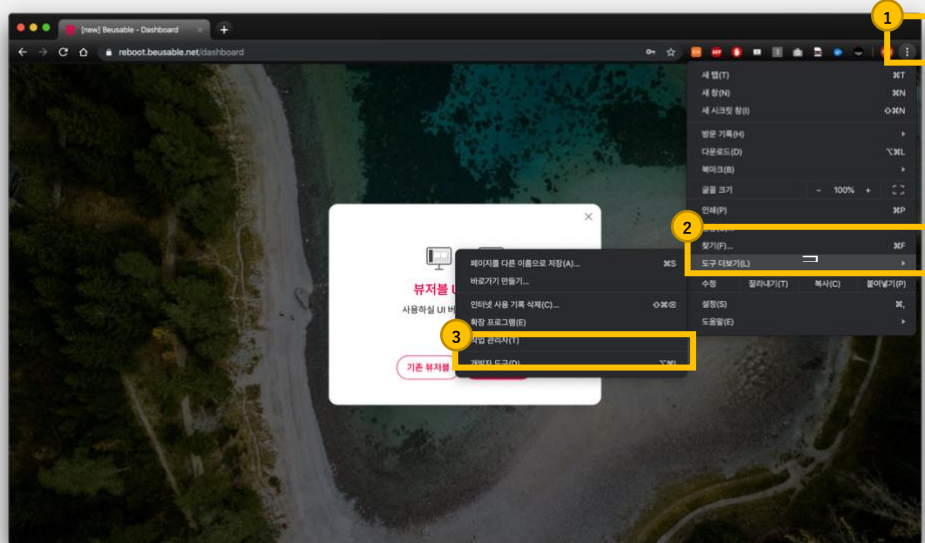 1
[new] Beusable - Dashboard
reboot.beusable.net/dashboard
새 탭(T) ⌘T
새 창(N) ⌘N
새 시크릿 창(I) ⇧⌘N
방문 기록(H)
다운로드(D) ⌥⌘L
북마크(B)
글꼴 크기 - 100% +
인쇄(P) ⌘P
2
찾기(F)... ⌘F
도구 더보기(L)
수정 잘라내기(T) 복사(C) 붙여넣기(P)
설정(S) ⌘,
도움말(E)
페이지를 다른 이름으로 저장(A)... ⌘S
바로가기 만들기...
인터넷 사용 기록 삭제(C)... ⇧⌘⌫
확장 프로그램(E)
3
작업 관리자(T)
개발자 도구(D) ⌥⌘I
뷰저블
사용하실 UI
기존 뷰저블